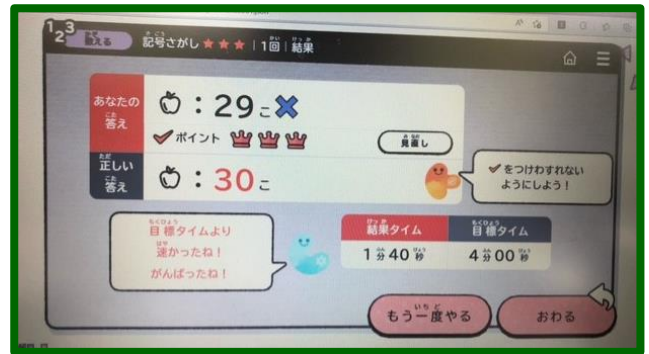 123
数える 記号さがし ★★★ | 1回 | 結果
あなたの答え
：29こ
✔ポイント
見直し
正しい答え
：30こ
✔をつけわすれない
ようにしよう！
目標タイムより
速かったね！
がんばったね！
結果タイム 目標タイム
1分40秒 4分00秒
もう一度やる おわる